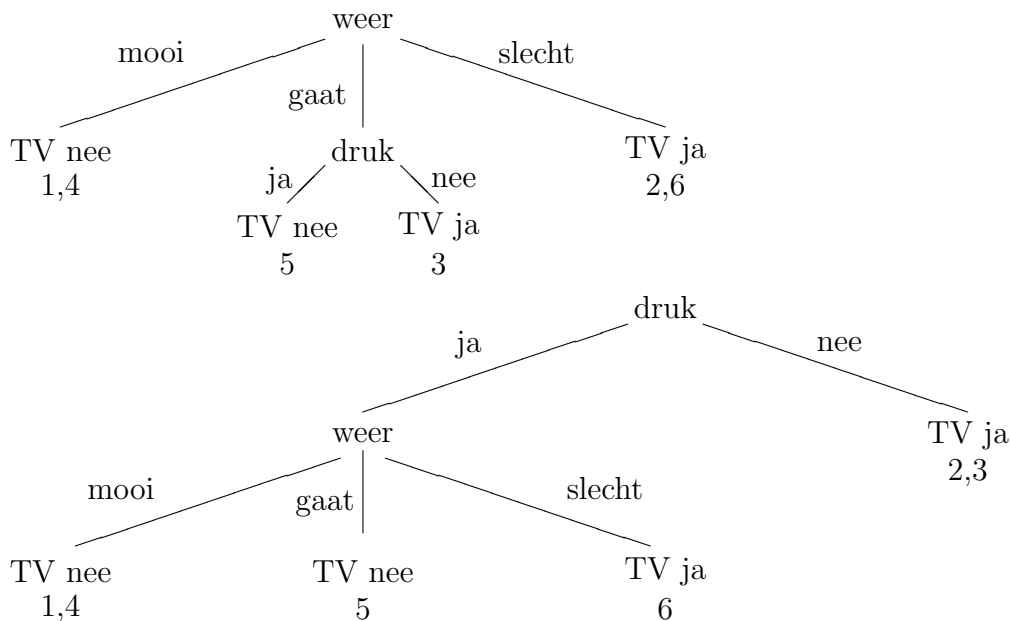 weer
mooi
slecht
gaat
TV nee
druk
TV ja
1,4
2,6
ja
nee
TV nee
TV ja
5
3
druk
ja
nee
weer
TV ja
2,3
mooi
gaat
slecht
TV nee
TV nee
TV ja
1,4
5
6